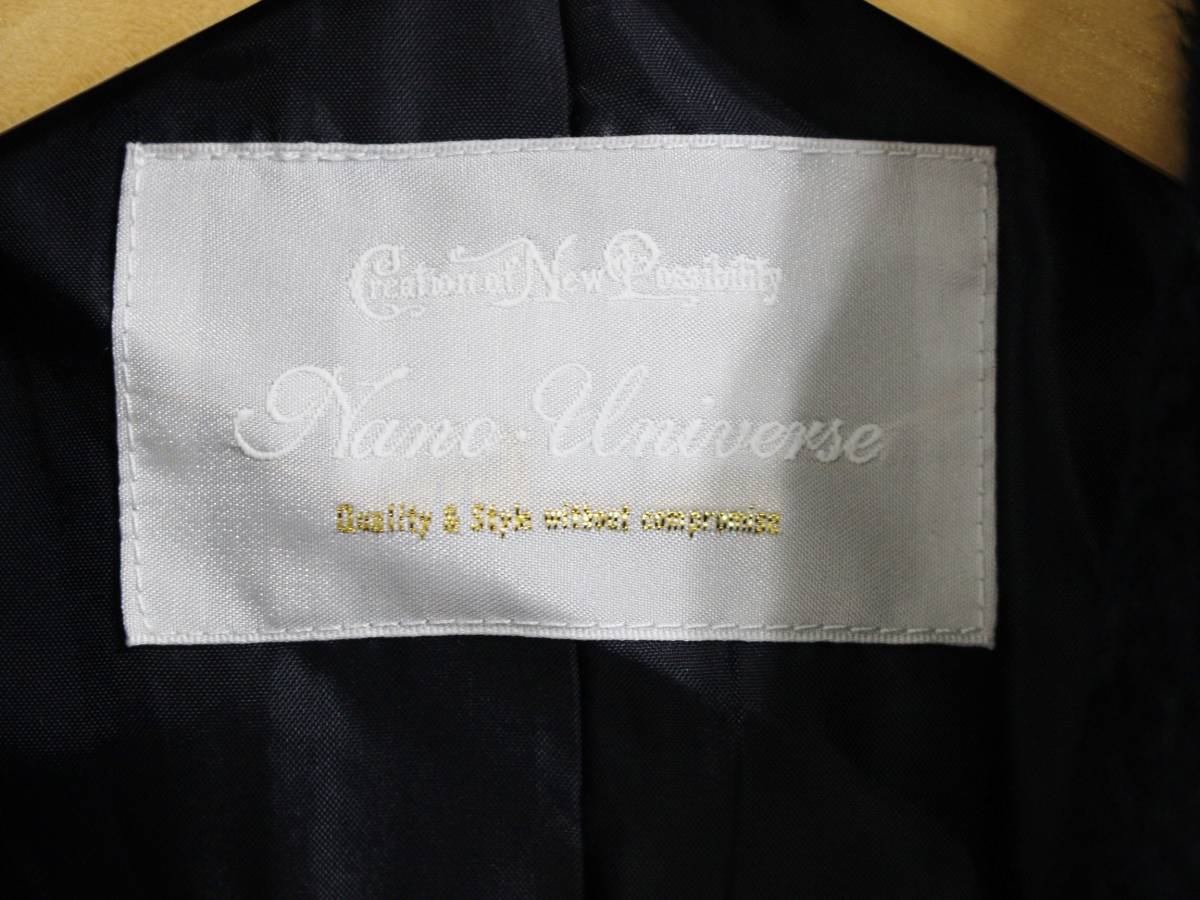 Creation of New Possibility
Nano·Universe
Quality & Style without compromise